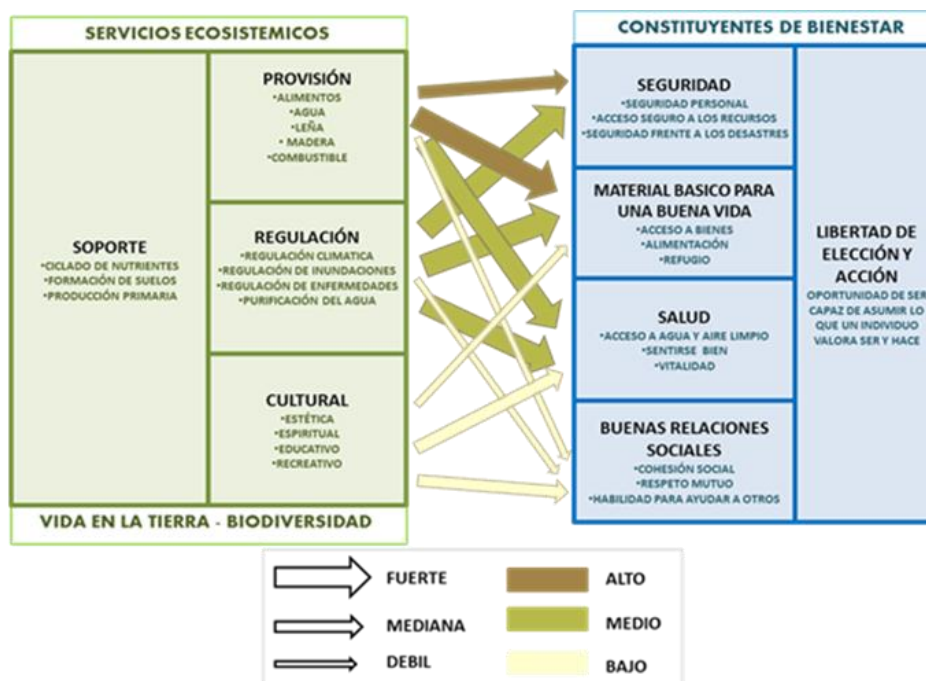 SERVICIOS ECOSISTEMICOS
SOPORTE
•CICLADO DE NUTRIENTES
•FORMACIÓN DE SUELOS
•PRODUCCIÓN PRIMARIA
PROVISIÓN
•ALIMENTOS
•AGUA
•LEÑA
• MADERA
•COMBUSTIBLE
REGULACIÓN
•REGULACIÓN CLIMATICA
•REGULACIÓN DE INUNDACIONES
•REGULACIÓN DE ENFERMEDADES
•PURIFICACIÓN DEL AGUA
CULTURAL
•ESTÉTICA
•ESPIRITUAL
•EDUCATIVO
•RECREATIVO
VIDA EN LA TIERRA - BIODIVERSIDAD
CONSTITUYENTES DE BIENESTAR
SEGURIDAD
•SEGURIDAD PERSONAL
•ACCESO SEGURO A LOS RECURSOS
•SEGURIDAD FRENTE A LOS DESASTRES
MATERIAL BASICO PARA
UNA BUENA VIDA
•ACCESO A BIENES
•ALIMENTACIÓN
•REFUGIO
SALUD
•ACCESO A AGUA Y AIRE LIMPIO
•SENTIRSE BIEN
•VITALIDAD
BUENAS RELACIONES
SOCIALES
•COHESIÓN SOCIAL
•RESPETO MUTUO
•HABILIDAD PARA AYUDAR A OTROS
LIBERTAD DE
ELECCIÓN Y
ACCIÓN
OPORTUNIDAD DE SER
CAPAZ DE ASUMIR LO
QUE UN INDIVIDUO
VALORA SER Y HACE
FUERTE
MEDIANA
DEBIL
ALTO
MEDIO
BAJO